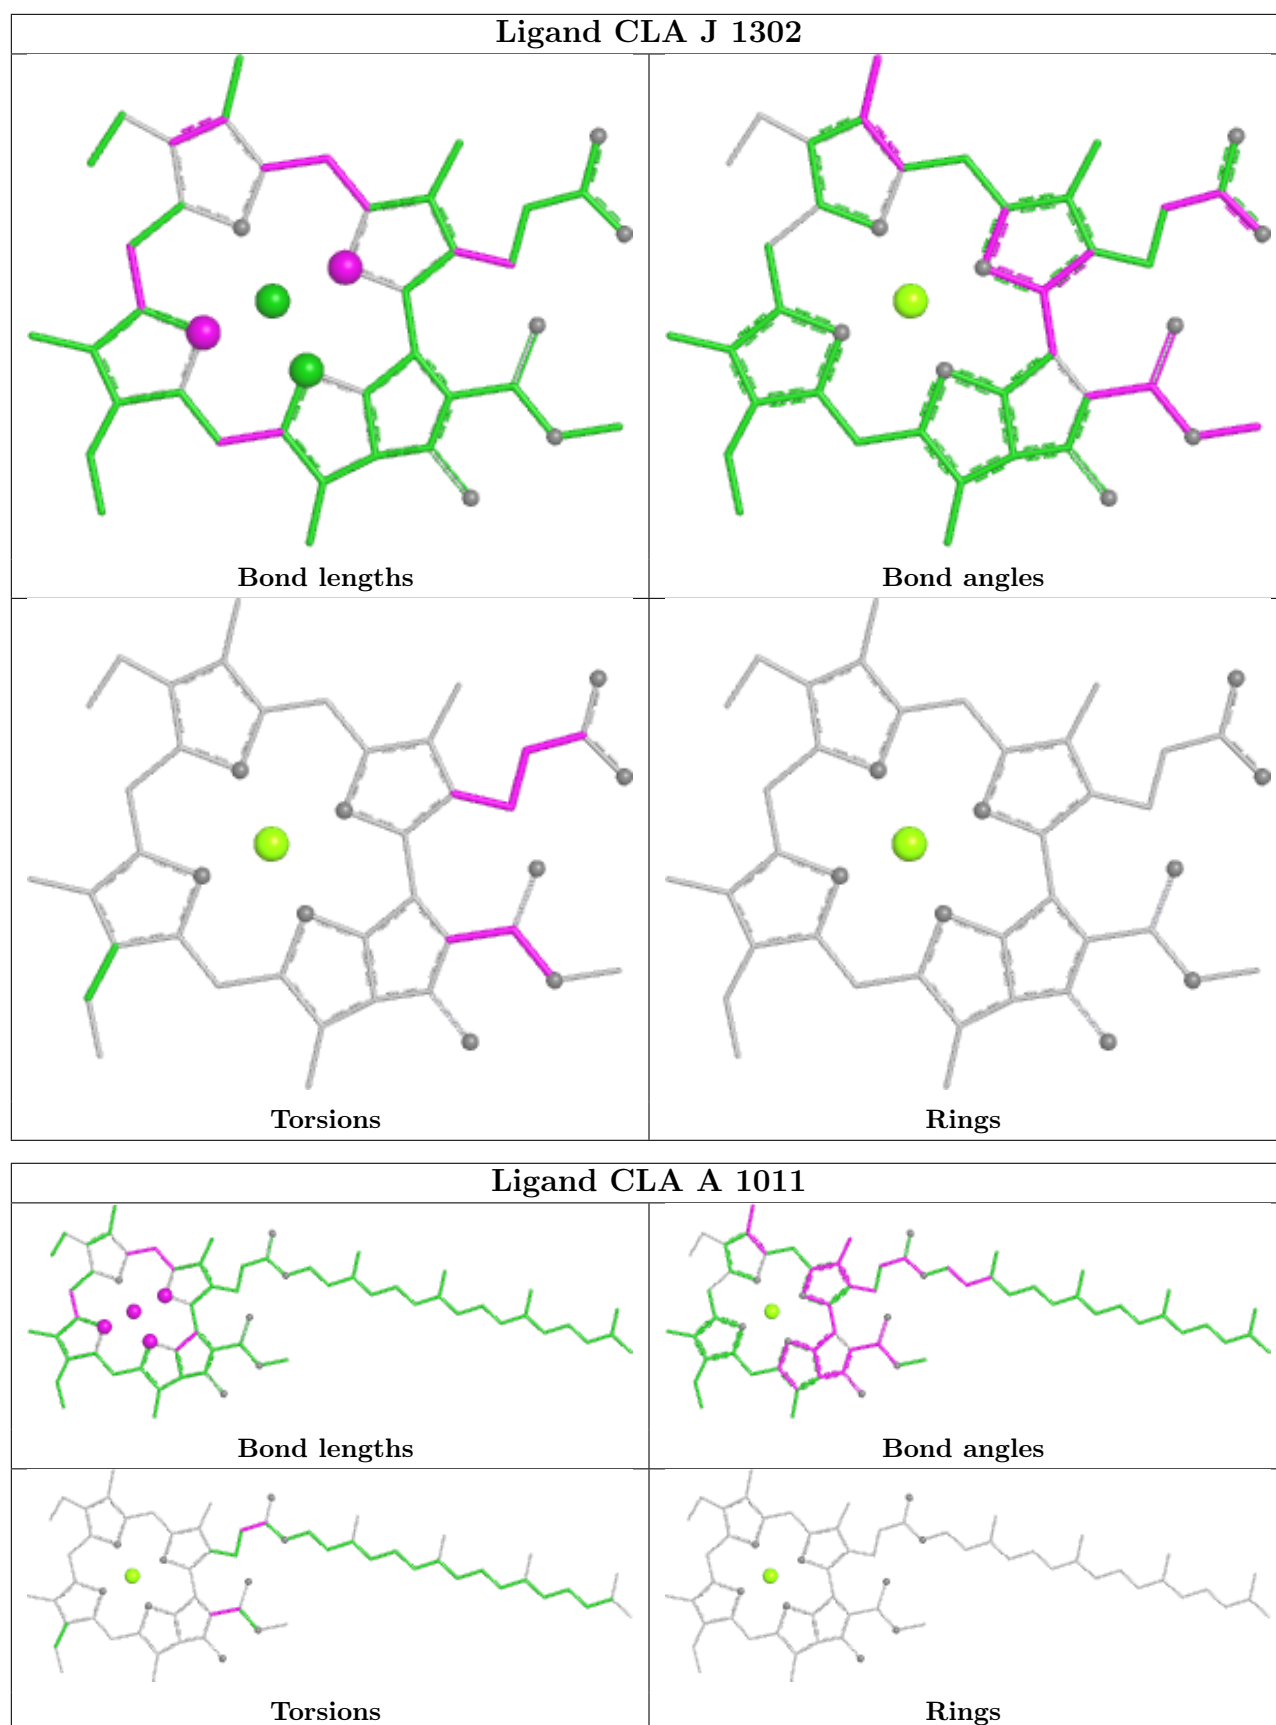 Ligand CLA J 1302
Bond lengths
Bond angles
Torsions
Rings
Ligand CLA A 1011
Bond lengths
Bond angles
Torsions
Rings